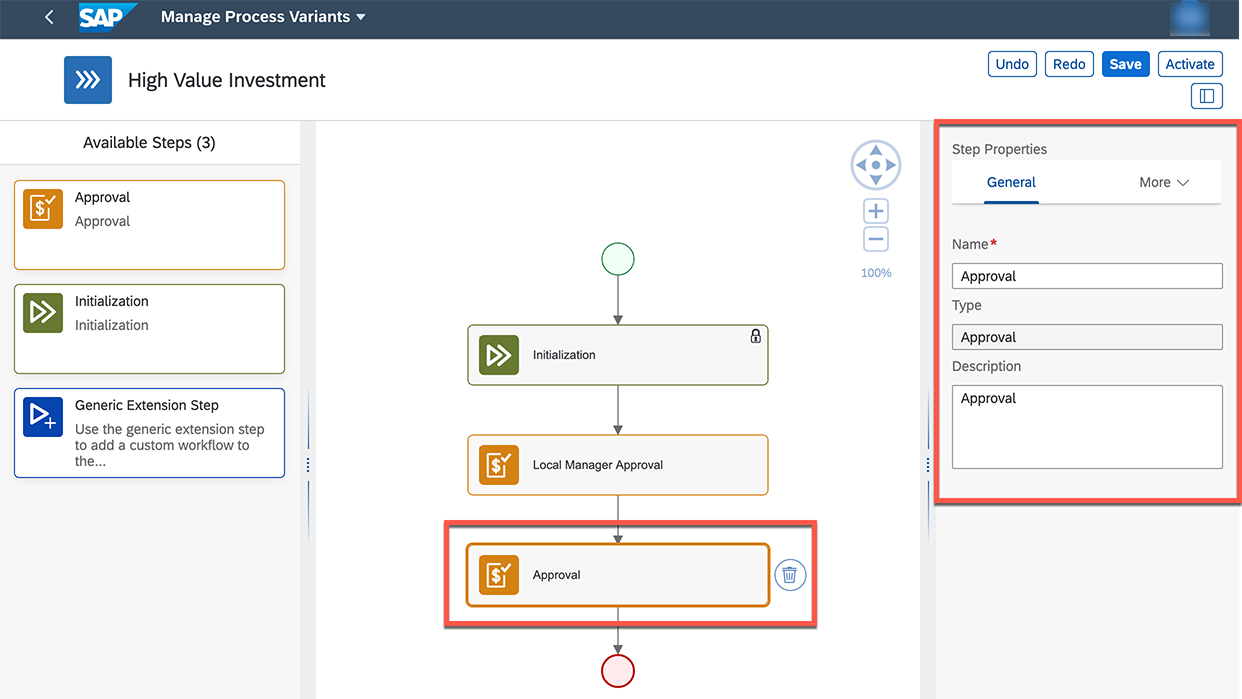 SAP Manage Process Variants
High Value Investment
Undo Redo Save Activate
Available Steps (3)
Approval
Approval
Initialization
Initialization
Generic Extension Step
Use the generic extension step
to add a custom workflow to
the...
100%
Initialization
Local Manager Approval
Approval
Step Properties
General More
Name*
Approval
Type
Approval
Description
Approval